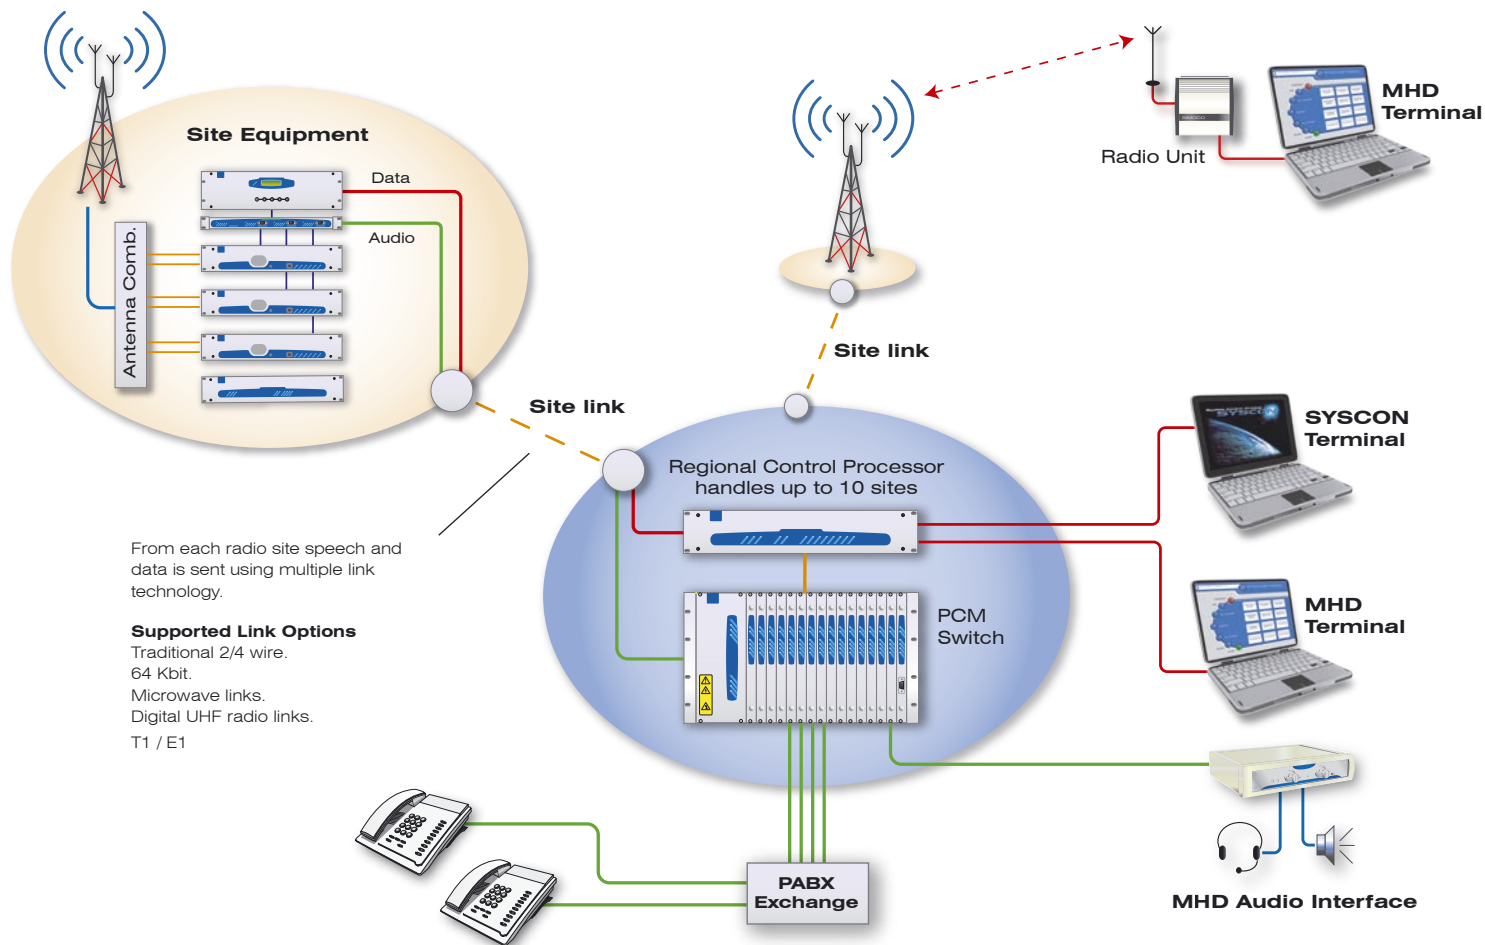 Site Equipment
Data
Audio
Antenna Comb.
MHD
Terminal
Radio Unit
Site link
Site link
SYSCON
Terminal
Regional Control Processor
handles up to 10 sites
From each radio site speech and
data is sent using multiple link
technology.
Supported Link Options
Traditional 2/4 wire.
64 Kbit.
Microwave links.
Digital UHF radio links.
T1 / E1
PCM
Switch
MHD
Terminal
PABX
Exchange
MHD Audio Interface